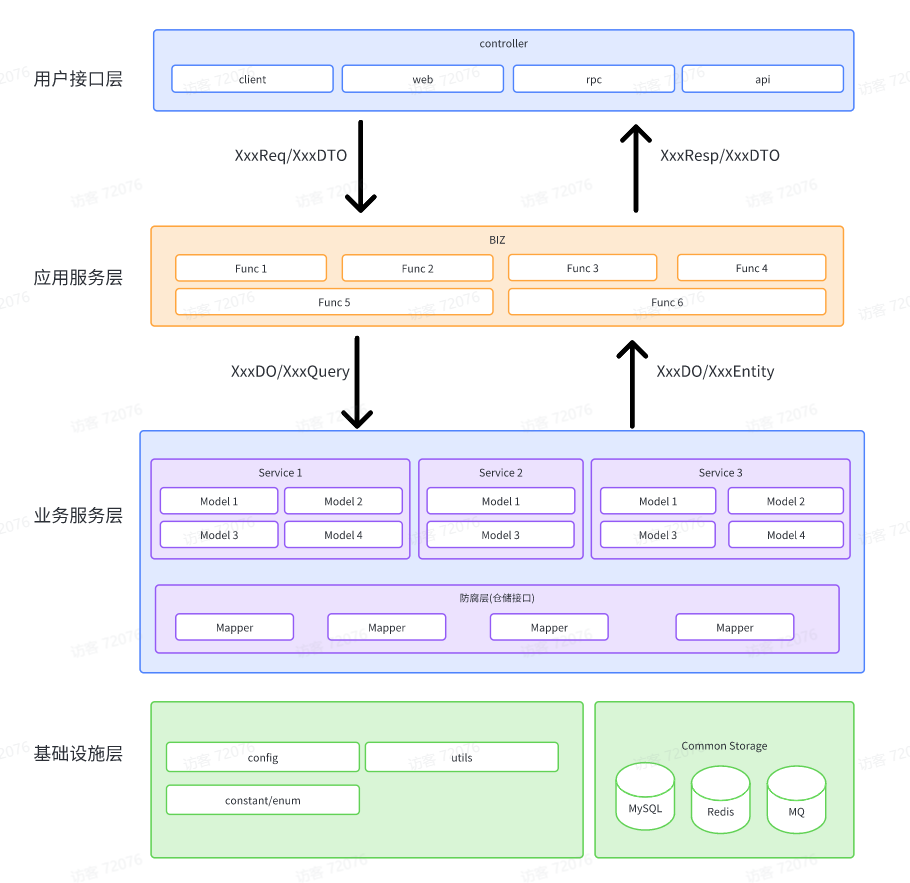 controller
用户接口层
client
web
rpc
api
XxxReq/XxxDTO
XxxResp/XxxDTO
BIZ
应用服务层
Func 1
Func 2
Func 3
Func 4
Func 5
Func 6
XxxDO/XxxQuery
XxxDO/XxxEntity
业务服务层
Service 1
Model 1
Model 2
Model 3
Model 4
Service 2
Model 1
Model 3
Service 3
Model 1
Model 2
Model 3
Model 4
防腐层(仓储接口)
Mapper
Mapper
Mapper
Mapper
基础设施层
config
utils
constant/enum
Common Storage
MySQL
Redis
MQ
访客 72076